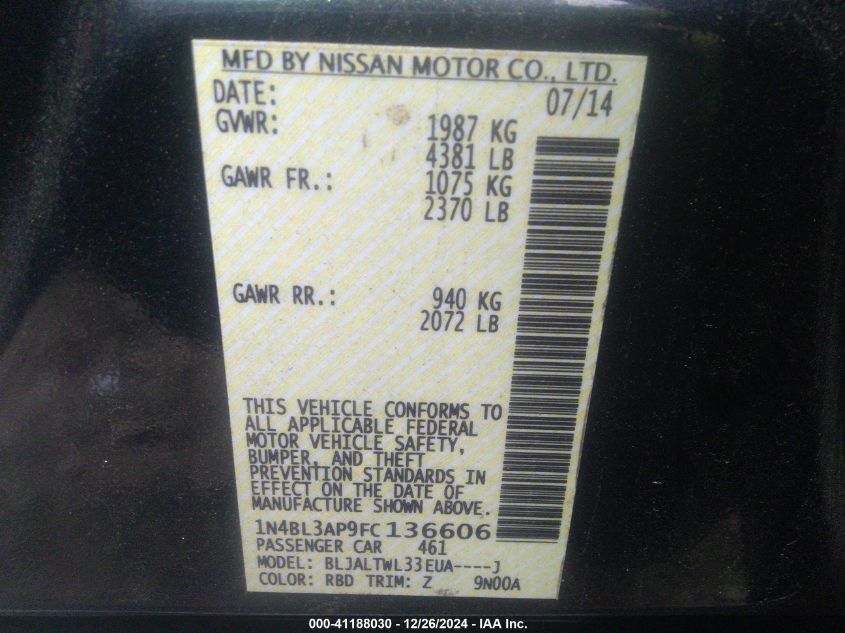 MFD BY NISSAN MOTOR CO., LTD.
DATE: 07/14
GVWR: 1987 KG
4381 LB
GAWR FR.: 1075 KG
2370 LB
GAWR RR.: 940 KG
2072 LB
THIS VEHICLE CONFORMS TO
ALL APPLICABLE FEDERAL
MOTOR VEHICLE SAFETY,
BUMPER, AND THEFT
PREVENTION STANDARDS IN
EFFECT ON THE DATE OF
MANUFACTURE SHOWN ABOVE.
1N4BL3AP9FC136606
PASSENGER CAR 461
MODEL: BLJALTWL33EUA----J
COLOR: RBD TRIM: Z 9N00A
000-41188030 - 12/26/2024 - IAA Inc.